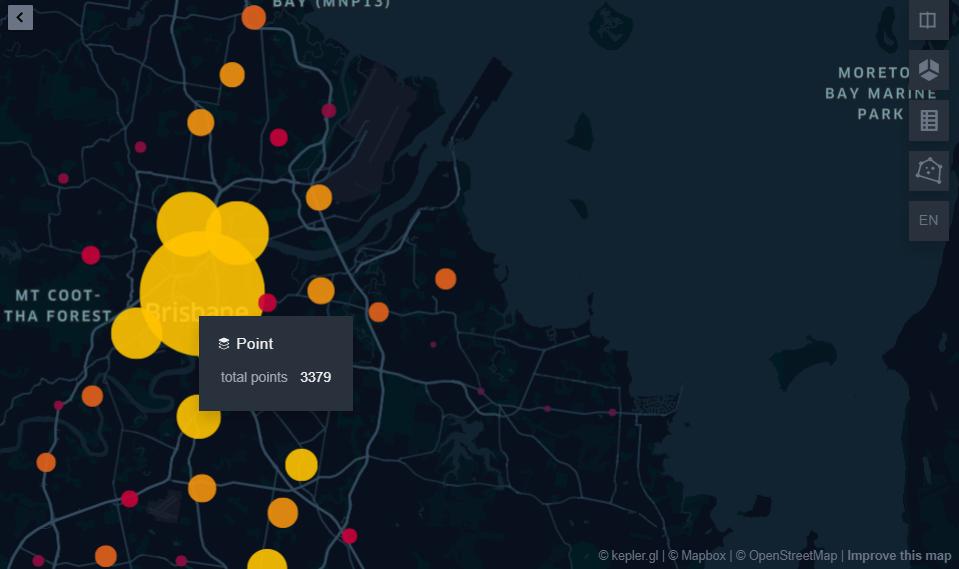 BAY (MNP13)
MORETO
BAY MARINE
PARK
EN
MT COOT-
THA FOREST
Brisbane
Point
total points 3379
© kepler.gl | © Mapbox | © OpenStreetMap | Improve this map